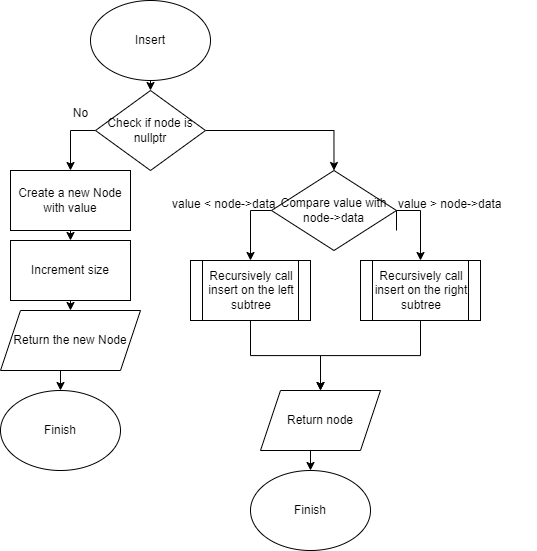 Insert
No
Check if node is
nullptr
Create a new Node
with value
value < node->data
Compare value with
node->data
value > node->data
Increment size
Recursively call
insert on the left
subtree
Recursively call
insert on the right
subtree
Return the new Node
Finish
Return node
Finish